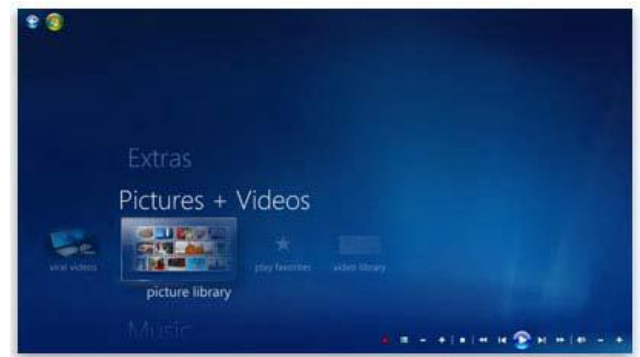 Extras
Pictures + Videos
viral videos
play favorites
video library
picture library
Music